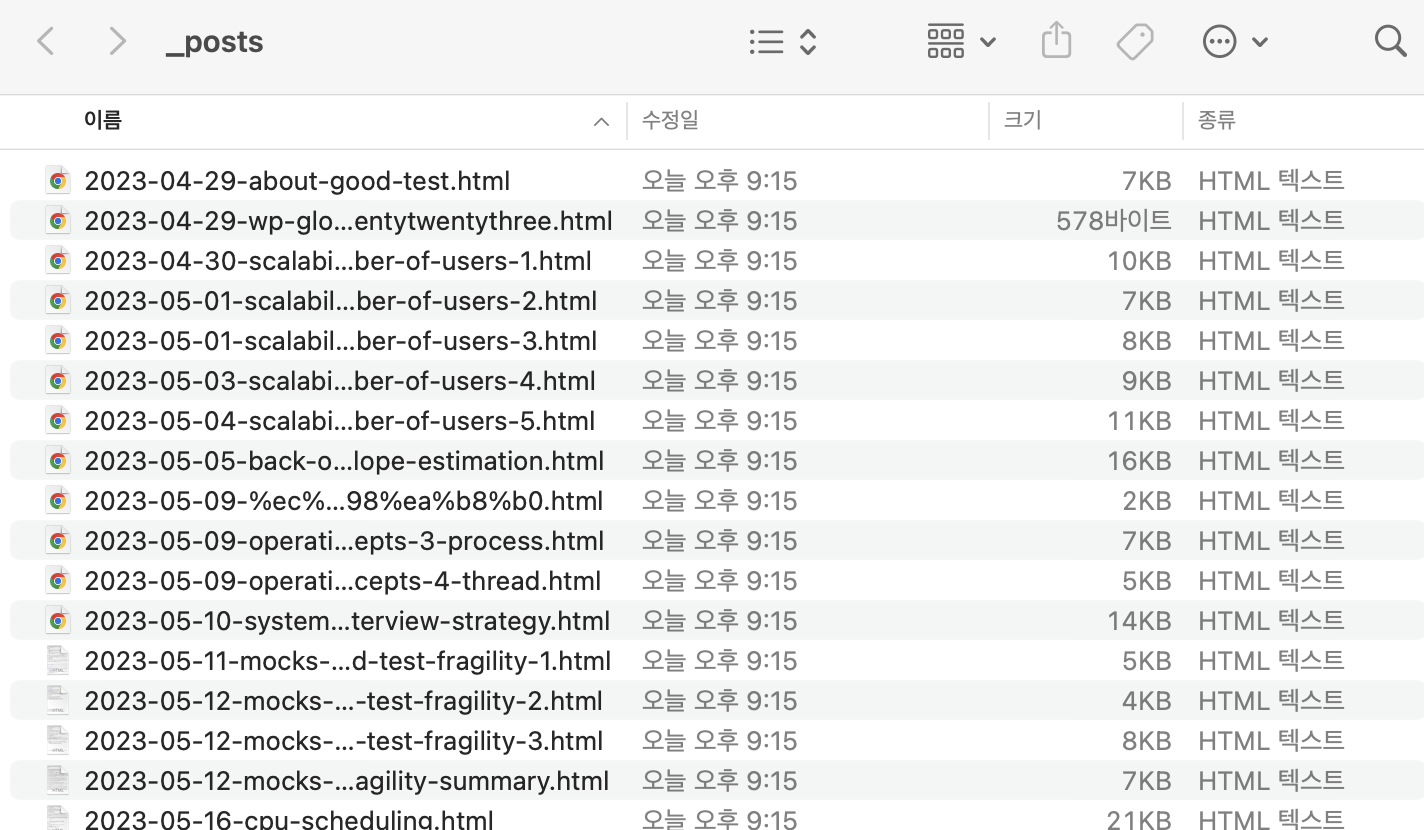 _posts
이름 수정일 크기 종류
2023-04-29-about-good-test.html 오늘 오후 9:15 7KB HTML 텍스트
2023-04-29-wp-glo...entytwentythree.html 오늘 오후 9:15 578바이트 HTML 텍스트
2023-04-30-scalabi...ber-of-users-1.html 오늘 오후 9:15 10KB HTML 텍스트
2023-05-01-scalabil...ber-of-users-2.html 오늘 오후 9:15 7KB HTML 텍스트
2023-05-01-scalabil...ber-of-users-3.html 오늘 오후 9:15 8KB HTML 텍스트
2023-05-03-scalabi...ber-of-users-4.html 오늘 오후 9:15 9KB HTML 텍스트
2023-05-04-scalabi...ber-of-users-5.html 오늘 오후 9:15 11KB HTML 텍스트
2023-05-05-back-o...lope-estimation.html 오늘 오후 9:15 16KB HTML 텍스트
2023-05-09-%ec%...98%ea%b8%b0.html 오늘 오후 9:15 2KB HTML 텍스트
2023-05-09-operati...epts-3-process.html 오늘 오후 9:15 7KB HTML 텍스트
2023-05-09-operati...cepts-4-thread.html 오늘 오후 9:15 5KB HTML 텍스트
2023-05-10-system...terview-strategy.html 오늘 오후 9:15 14KB HTML 텍스트
2023-05-11-mocks-...d-test-fragility-1.html 오늘 오후 9:15 5KB HTML 텍스트
2023-05-12-mocks-...-test-fragility-2.html 오늘 오후 9:15 4KB HTML 텍스트
2023-05-12-mocks-...-test-fragility-3.html 오늘 오후 9:15 8KB HTML 텍스트
2023-05-12-mocks-...agility-summary.html 오늘 오후 9:15 7KB HTML 텍스트
2023-05-16-cpu-scheduling.html 오늘 오후 9:15 21KB HTML 텍스트